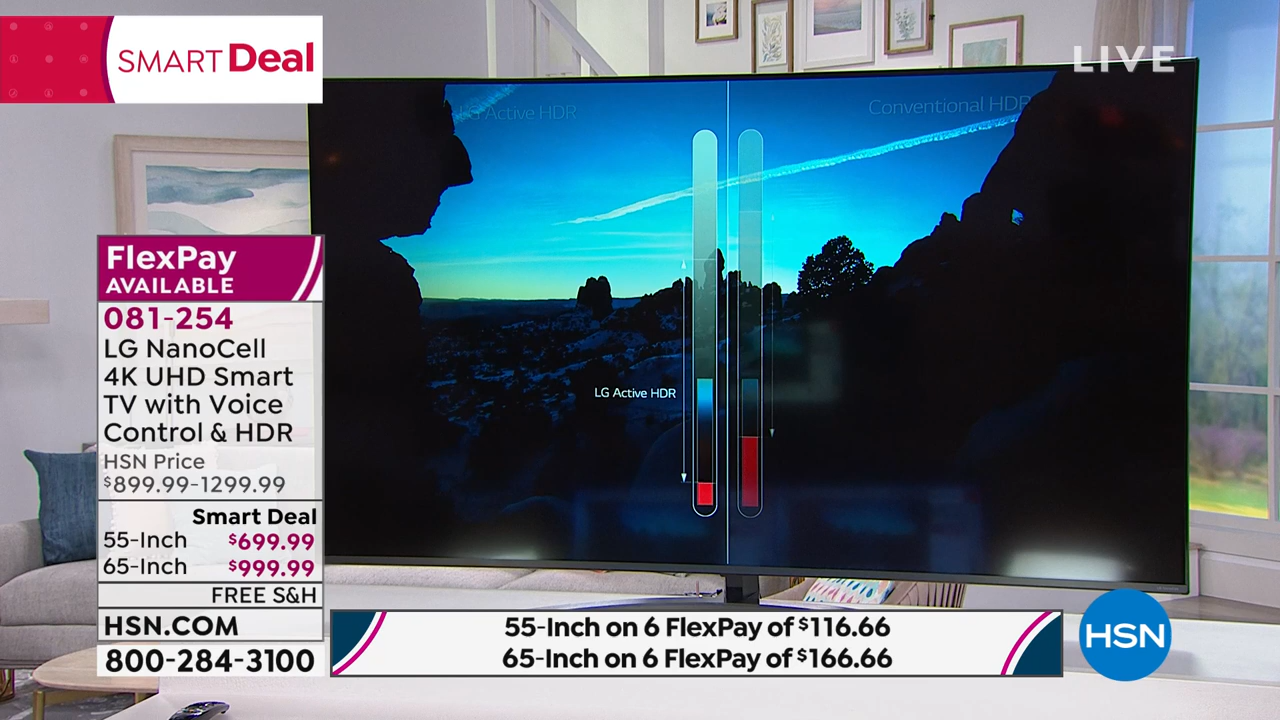 SMART Deal
LIVE
LG Active HDR
Conventional HDR
LG Active HDR
FlexPay
AVAILABLE
081-254
LG NanoCell
4K UHD Smart
TV with Voice
Control & HDR
HSN Price
$899.99-1299.99
Smart Deal
55-Inch $699.99
65-Inch $999.99
FREE S&H
HSN.COM
800-284-3100
55-Inch on 6 FlexPay of $116.66
65-Inch on 6 FlexPay of $166.66
HSN